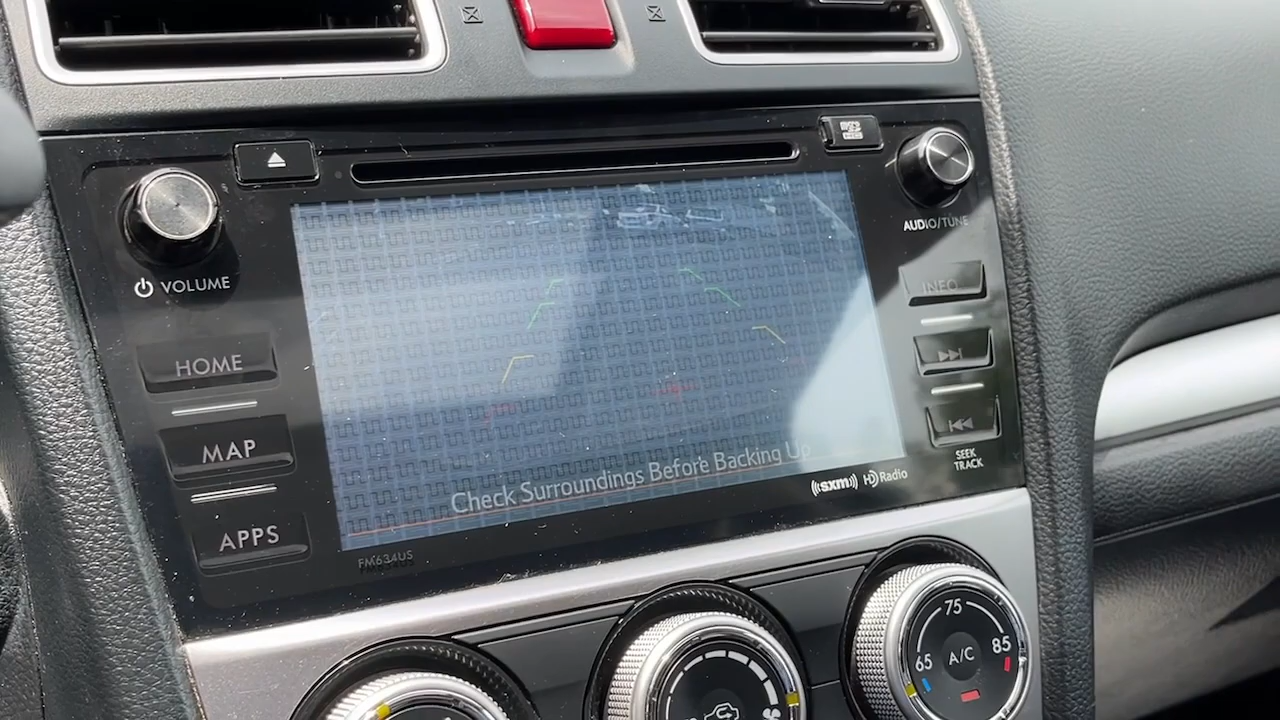 VOLUME
AUDIO/TUNE
INFO
HOME
MAP
APPS
SEEK
TRACK
Check Surroundings Before Backing Up
((sxm)) HD Radio
FM634US
75
65 A/C 85